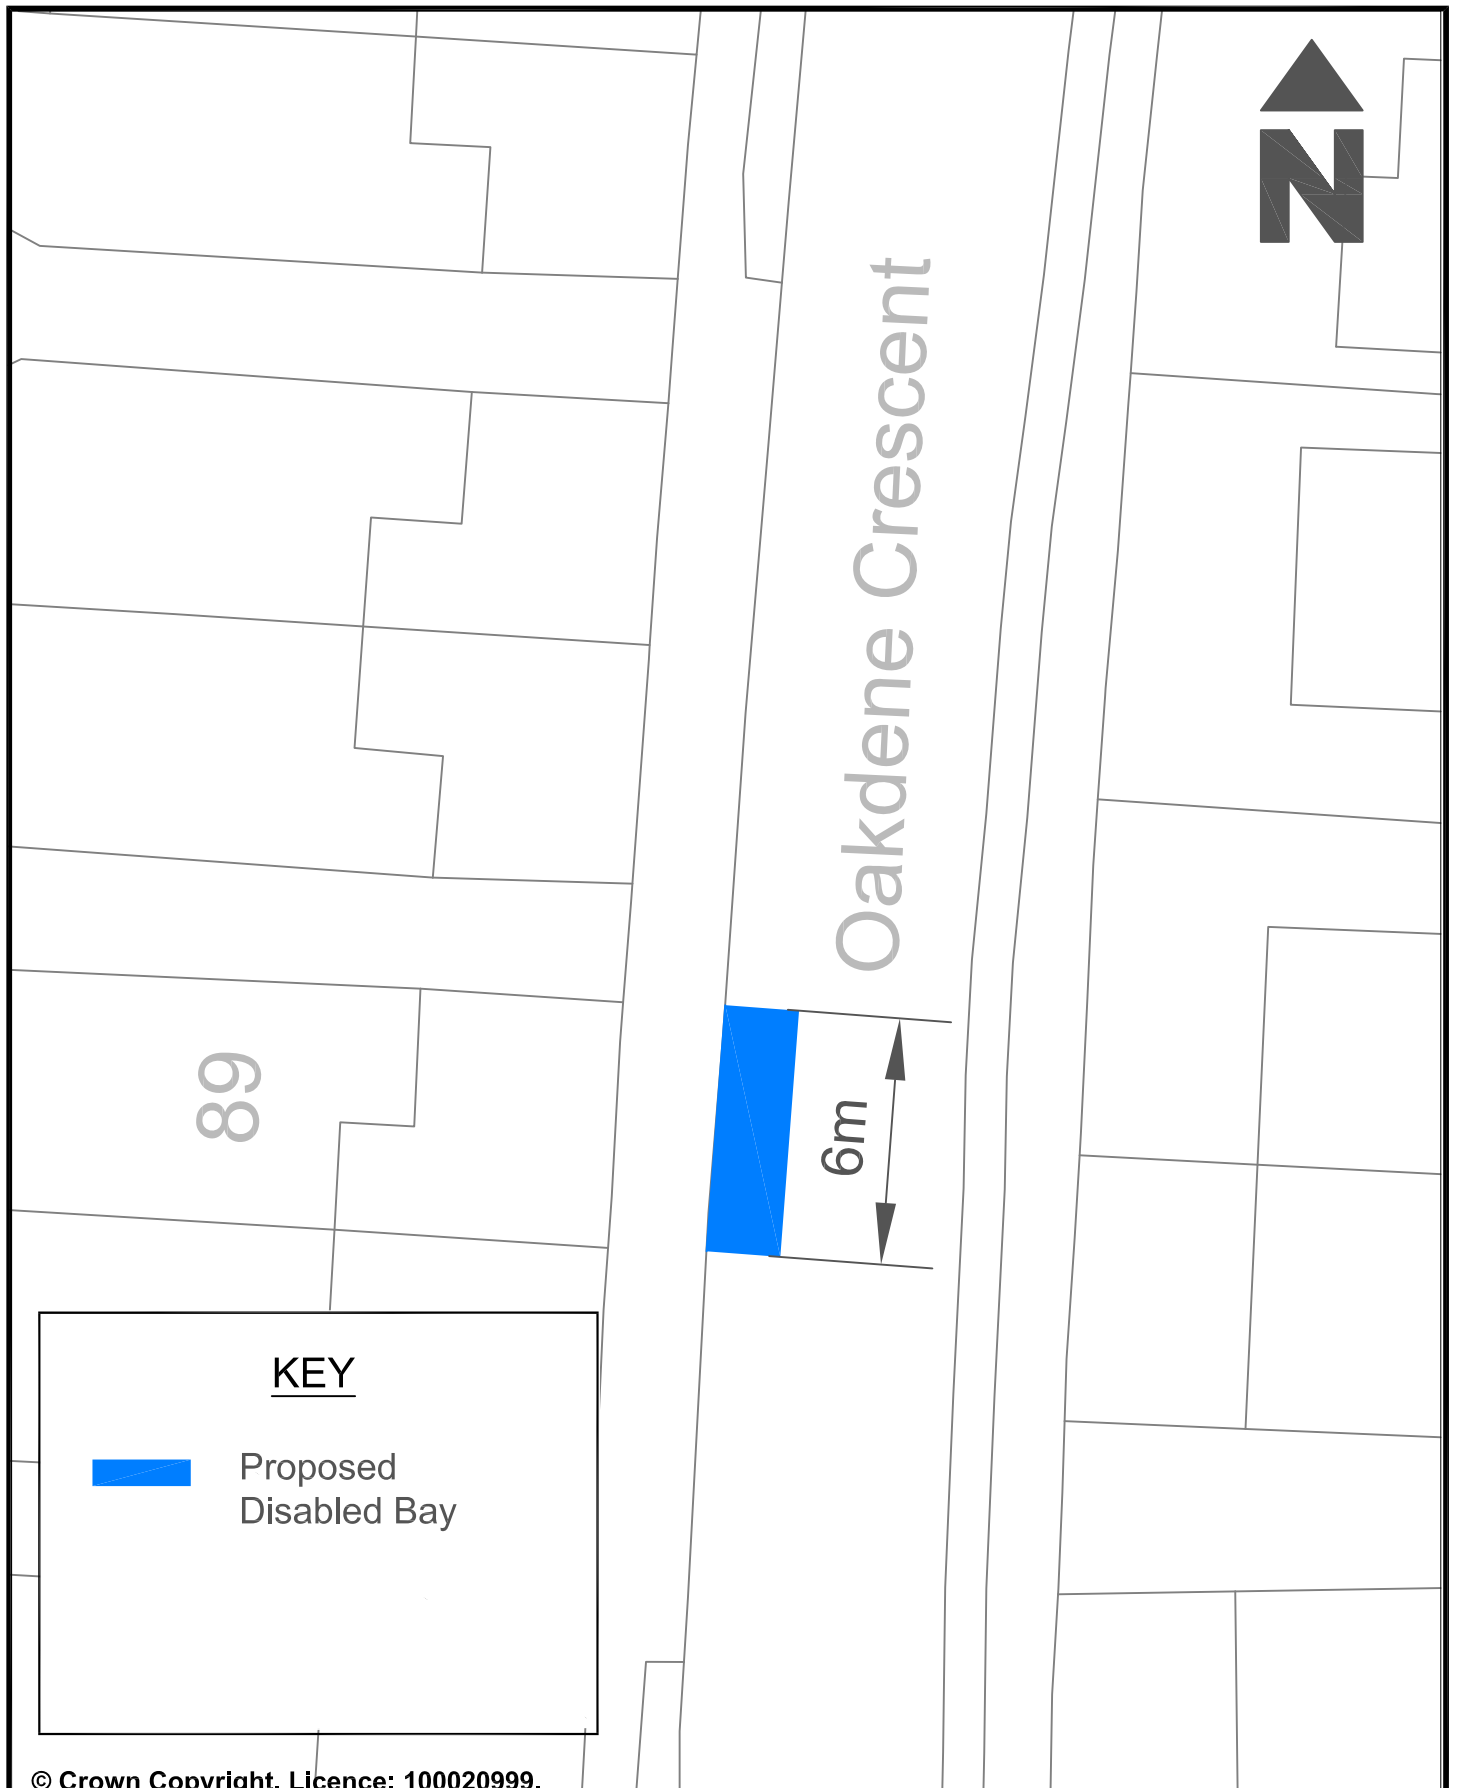 N
Oakdene Crescent
89
6m
KEY
Proposed
Disabled Bay
© Crown Copyright. Licence: 100020999.